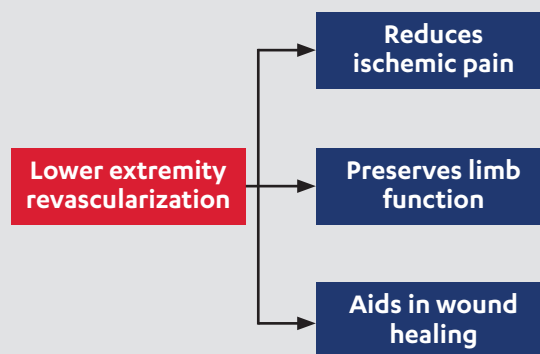 Reduces
ischemic pain
Lower extremity
revascularization
Preserves limb
function
Aids in wound
healing